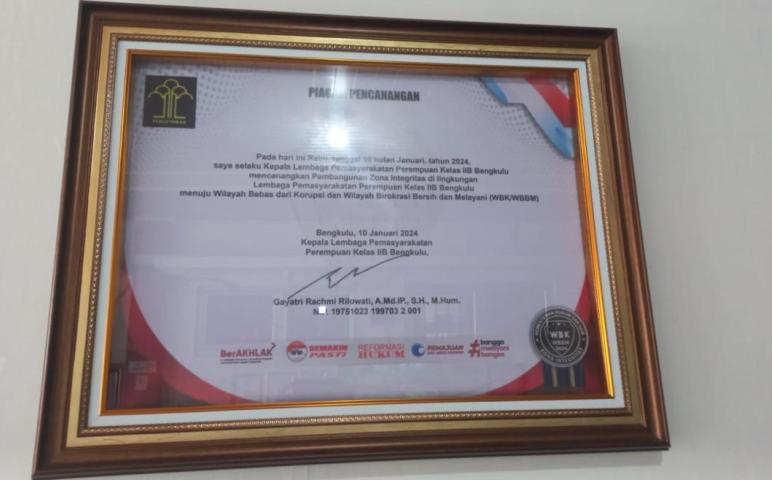 PIAGAM PENCANANGAN
PENGAYOMAN
Pada hari ini Rabu, tanggal 10 bulan Januari, tahun 2024,
saya selaku Kepala Lembaga Pemasyarakatan Perempuan Kelas IIB Bengkulu
mencanangkan Pembangunan Zona Integritas di lingkungan
Lembaga Pemasyarakatan Perempuan Kelas IIB Bengkulu
menuju Wilayah Bebas dari Korupsi dan Wilayah Birokrasi Bersih dan Melayani (WBK/WBBM)
Bengkulu, 10 Januari 2024
Kepala Lembaga Pemasyarakatan
Perempuan Kelas IIB Bengkulu,
Gayatri Rachmi Rilowati, A.Md.IP., S.H., M.Hum.
19751023 199703 2 001
BerAKHLAK
SEMAKIN PASTI
REFORMASI HUKUM
PEMAJUAN
#bangga melayani bangsa
WBK
WBBM
ZONA INTEGRITAS